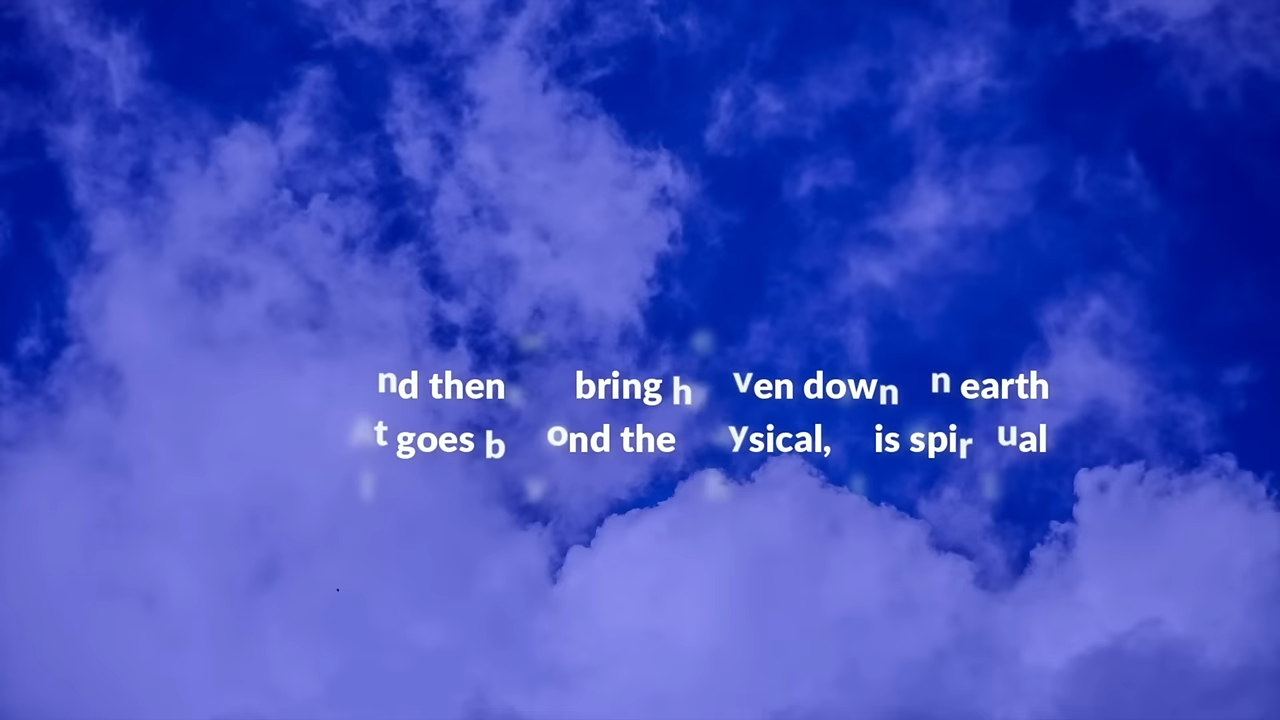 nd then bring h ven down n earth
t goes b ond the ysical, is spir ual